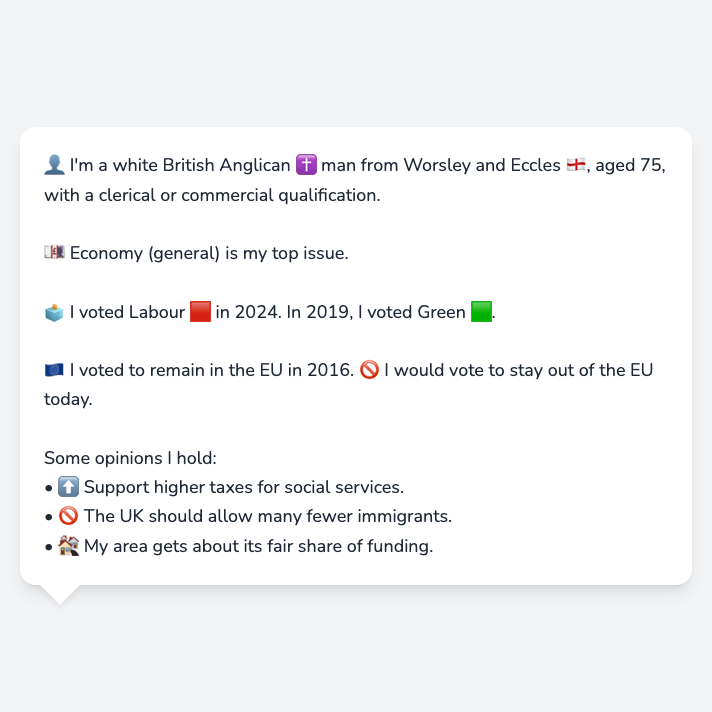 👤 I'm a white British Anglican ✝️ man from Worsley and Eccles 🏴󠁧󠁢󠁥󠁮󠁧󠁿, aged 75,
with a clerical or commercial qualification.
💷 Economy (general) is my top issue.
🗳️ I voted Labour 🟥 in 2024. In 2019, I voted Green 🟩.
🇪🇺 I voted to remain in the EU in 2016. 🚫 I would vote to stay out of the EU
today.
Some opinions I hold:
• ⬆️ Support higher taxes for social services.
• 🚫 The UK should allow many fewer immigrants.
• 🏘️ My area gets about its fair share of funding.